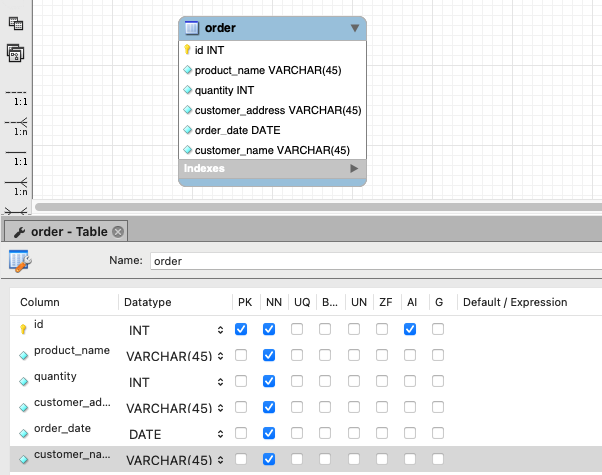 order
id INT
product_name VARCHAR(45)
quantity INT
customer_address VARCHAR(45)
order_date DATE
customer_name VARCHAR(45)
Indexes
1:1
1:n
1:1
1:n
order - Table
Name: order
Column Datatype PK NN UQ B... UN ZF AI G Default / Expression
id INT
product_name VARCHAR(45)
quantity INT
customer_ad... VARCHAR(45)
order_date DATE
customer_na... VARCHAR(45)